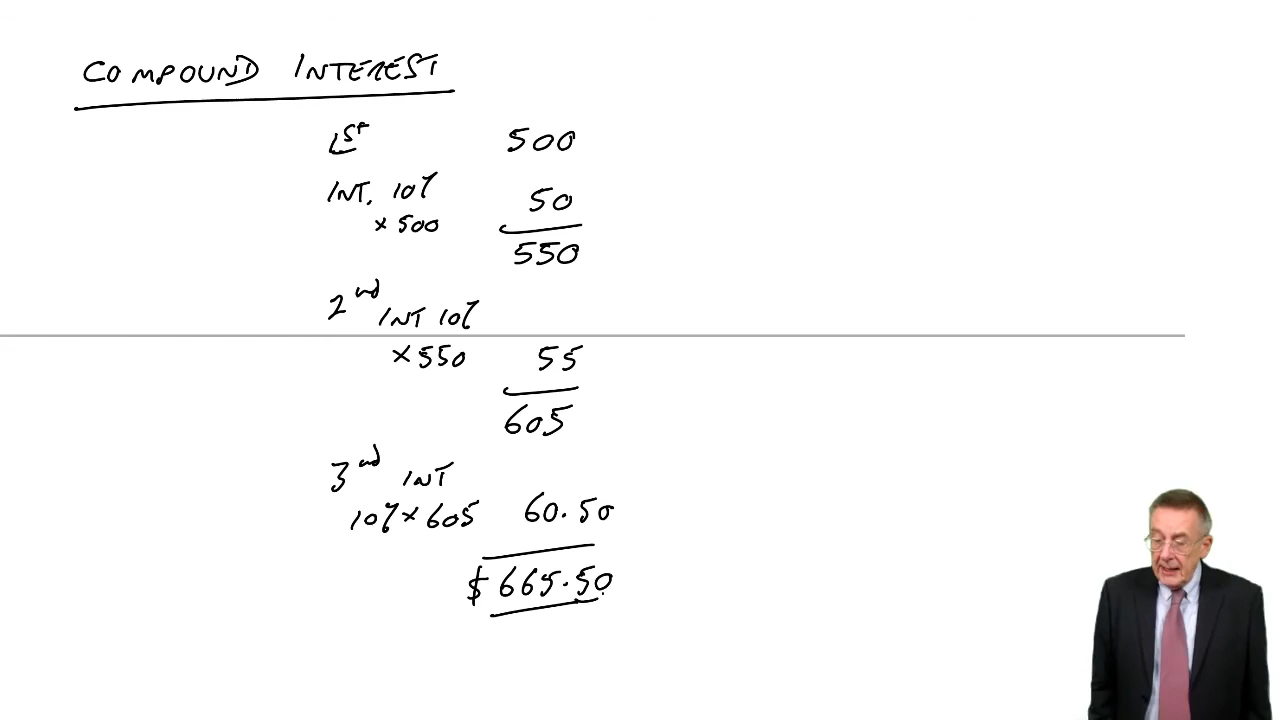 COMPOUND INTEREST
1st 500
INT. 10% 50
× 500
550
2nd
INT 10%
× 550 55
605
3nd INT
10% × 605 60.50
$ 665.50